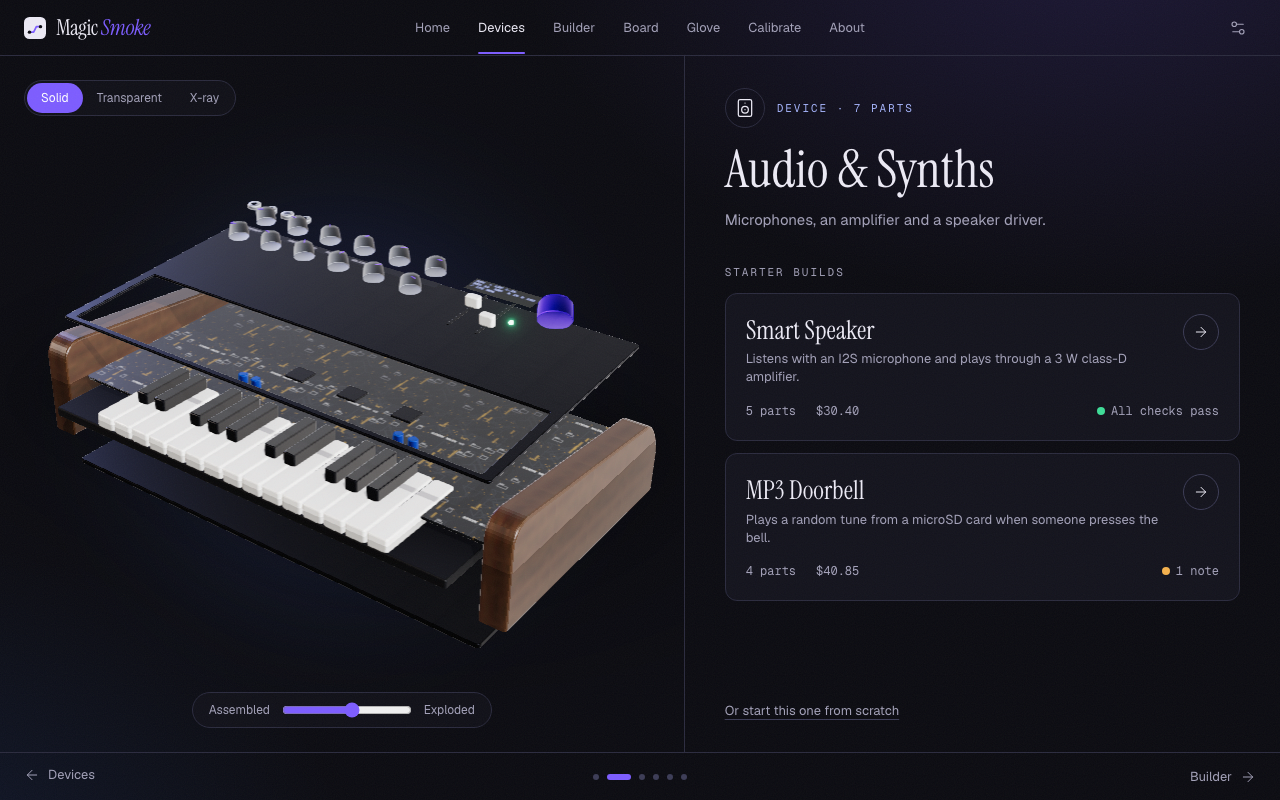 Magic Smoke
Home
Devices
Builder
Board
Glove
Calibrate
About
Solid
Transparent
X-ray
DEVICE · 7 PARTS
Audio & Synths
Microphones, an amplifier and a speaker driver.
STARTER BUILDS
Smart Speaker
Listens with an I2S microphone and plays through a 3 W class-D
amplifier.
5 parts $30.40
All checks pass
MP3 Doorbell
Plays a random tune from a microSD card when someone presses the
bell.
4 parts $40.85
1 note
Assembled
Exploded
Or start this one from scratch
Devices
Builder